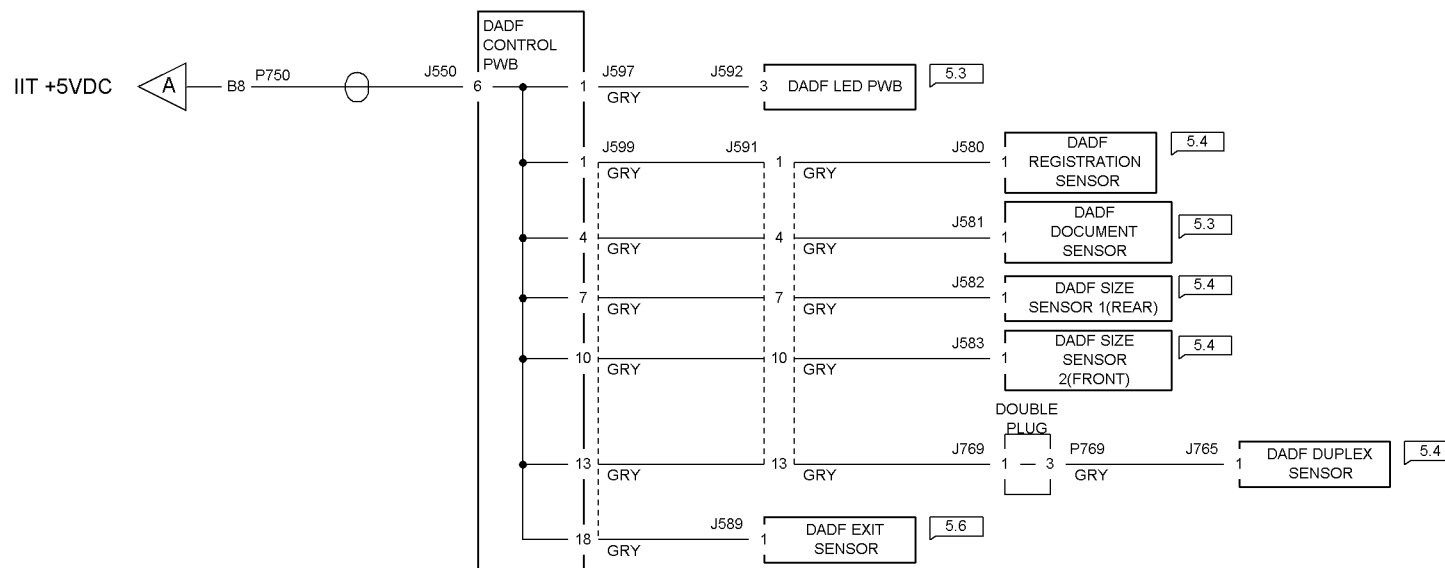 DADF
CONTROL
PWB
IIT +5VDC
A
B8
P750
J550
6
1
J597
GRY
J592
3
DADF LED PWB
5.3
1
J599
GRY
J591
1
GRY
J580
1
DADF
REGISTRATION
SENSOR
5.4
4
GRY
4
GRY
J581
1
DADF
DOCUMENT
SENSOR
5.3
7
GRY
7
GRY
J582
1
DADF SIZE
SENSOR 1(REAR)
5.4
10
GRY
10
GRY
J583
1
DADF SIZE
SENSOR
2(FRONT)
5.4
DOUBLE
PLUG
13
GRY
13
GRY
J769
1
3
P769
GRY
J765
1
DADF DUPLEX
SENSOR
5.4
18
GRY
J589
1
DADF EXIT
SENSOR
5.6